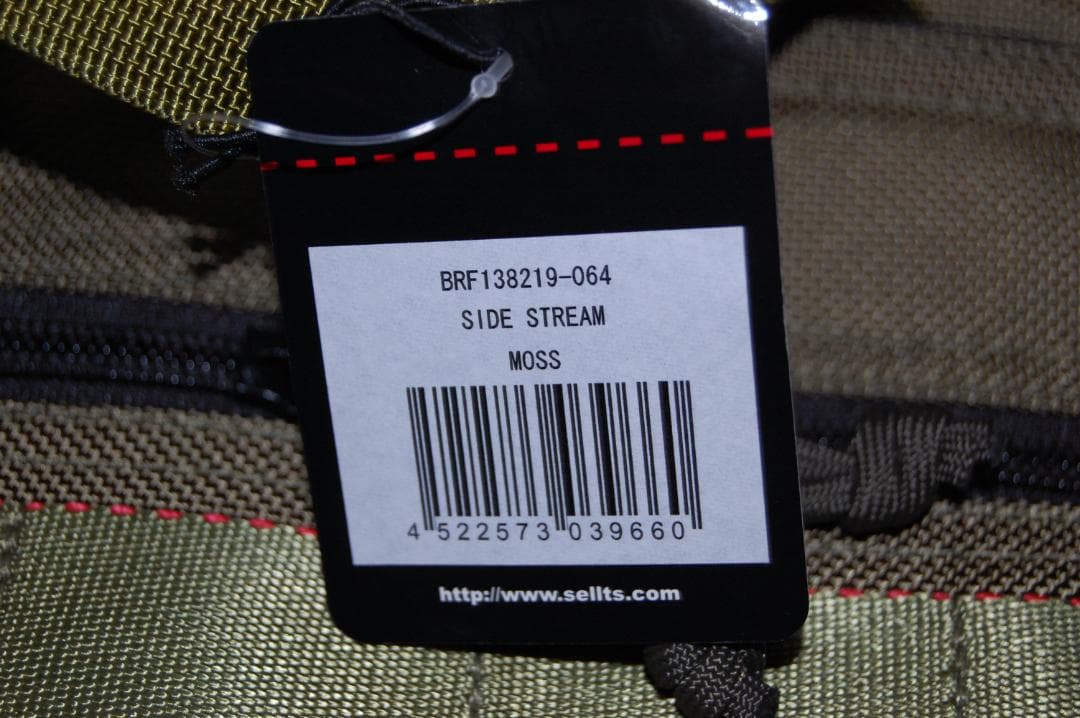 BRF138219-064
SIDE STREAM
MOSS
4 522573 039660
http://www.sellts.com